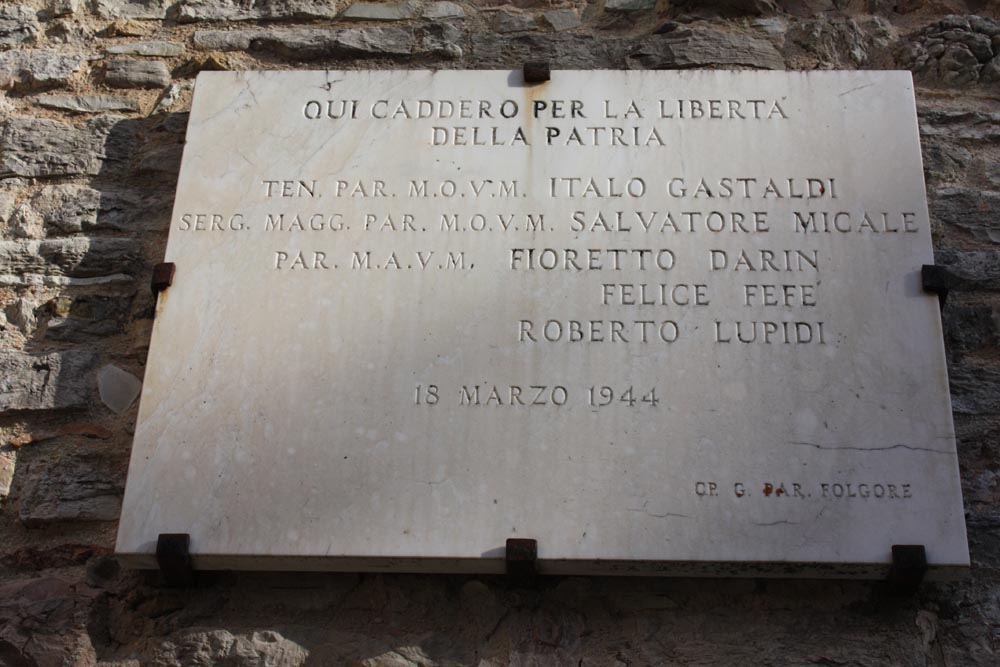 QUI CADDERO PER LA LIBERTÀ
DELLA PATRIA
TEN. PAR. M.O.V.M. ITALO GASTALDI
SERG. MAGG. PAR. M.O.V.M. SALVATORE MICALE
PAR. M.A.V.M. FIORETTO DARIN
FELICE FEFE
ROBERTO LUPIDI
18 MARZO 1944
CP. G. PAR. FOLGORE